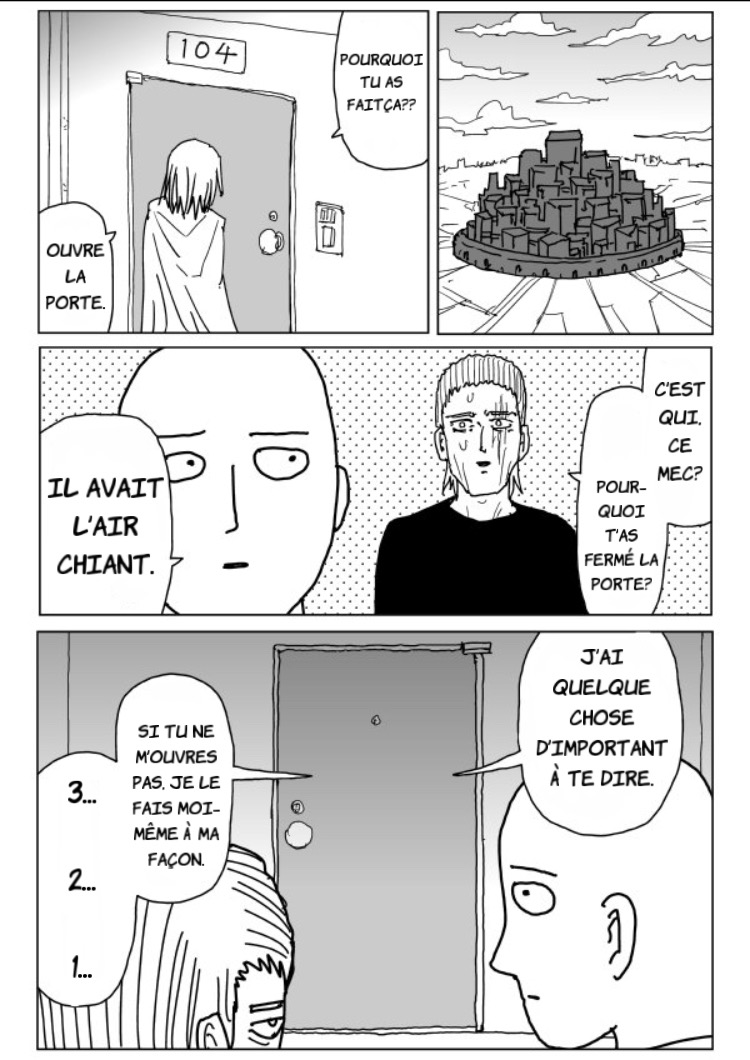 104
POURQUOI
TU AS
FAITÇA??
OUVRE
LA
PORTE.
C'EST
QUI,
CE
MEC?
POUR-
QUOI
T'AS
FERMÉ LA
PORTE?
IL AVAIT
L'AIR
CHIANT.
J'AI
QUELQUE
CHOSE
D'IMPORTANT
À TE DIRE.
SI TU NE
M'OUVRES
PAS, JE LE
FAIS MOI-
MÊME À MA
FAÇON.
3...
2...
1...